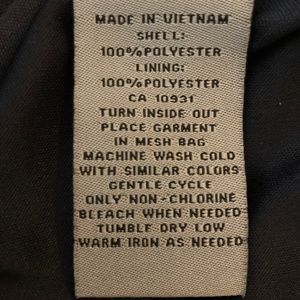 MADE IN VIETNAM
SHELL:
100%POLYESTER
LINING:
100%POLYESTER
CA 10931
TURN INSIDE OUT
PLACE GARMENT
IN MESH BAG
MACHINE WASH COLD
WITH SIMILAR COLORS
GENTLE CYCLE
ONLY NON-CHLORINE
BLEACH WHEN NEEDED
TUMBLE DRY LOW
WARM IRON AS NEEDED